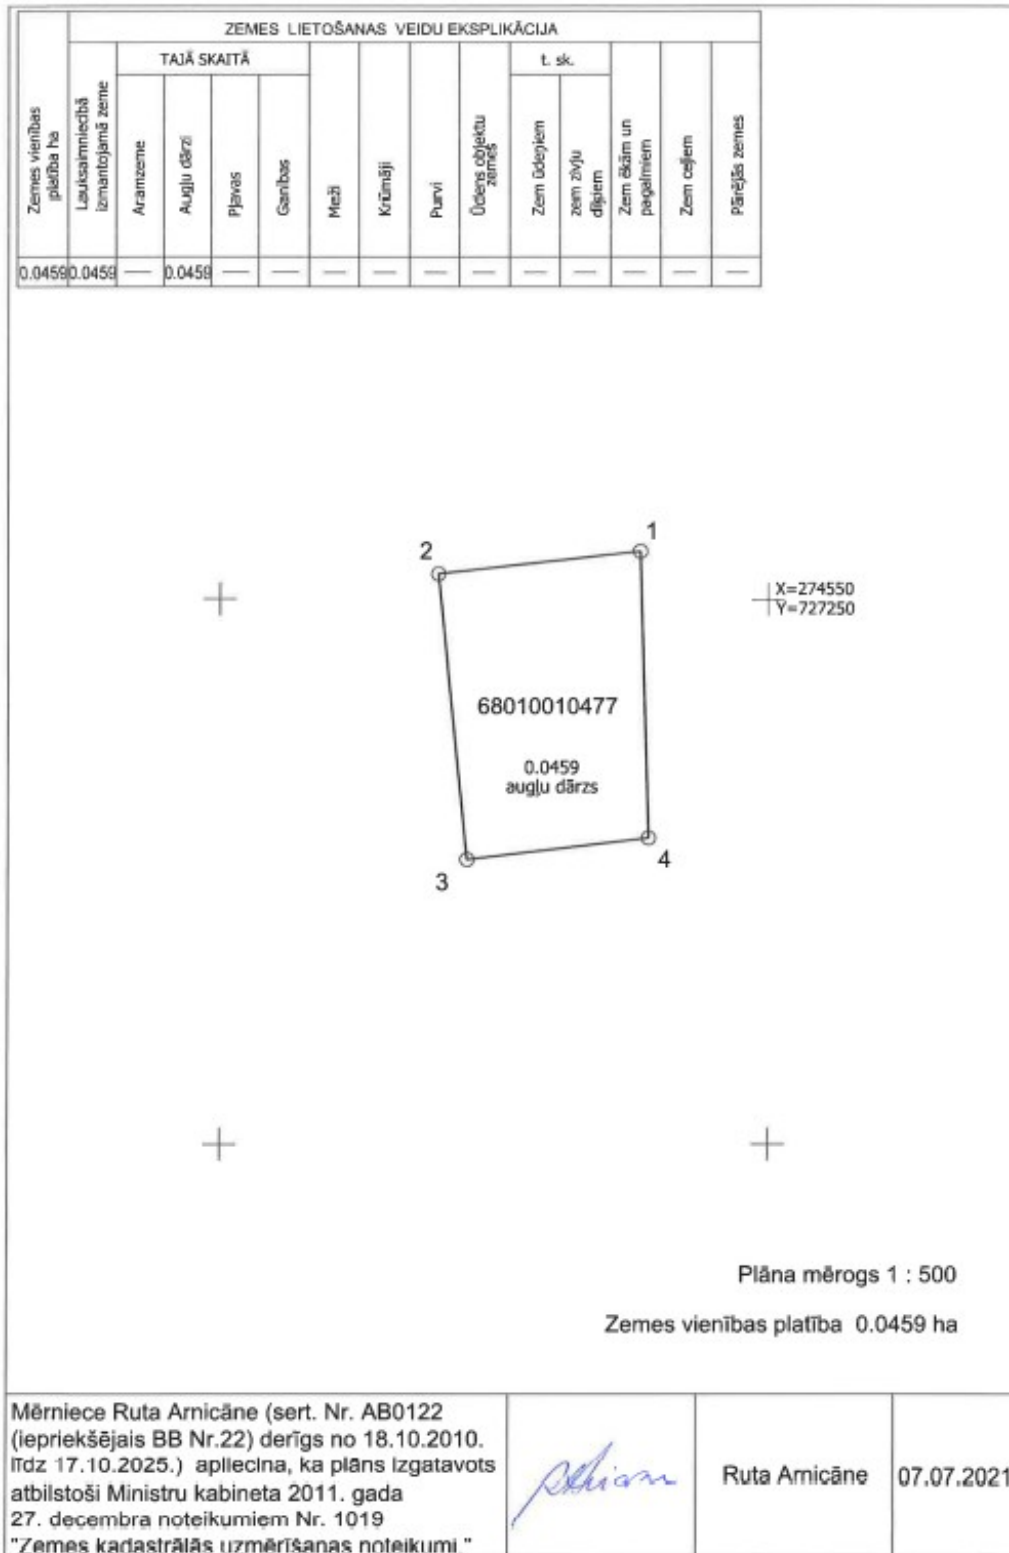 ZEMES LIETOŠANAS VEIDU EKSPLIKĀCIJA
TAJĀ SKAITĀ
t. sk.
Zemes vienības
platība ha
Lauksaimniecībā
izmantojamā zeme
Aramzeme
Augļu dārzi
Pļavas
Ganības
Meži
Krūmāji
Purvi
Ūdens objektu
zemes
Zem ūdeņiem
zem zivju
dīķiem
Zem ēkām un
pagalmiem
Zem ceļiem
Pārējās zemes
0.0459 0.0459 — 0.0459 — — — — — — — — — — —
1
2
X=274550
Y=727250
68010010477
0.0459
augļu dārzs
4
3
Plāna mērogs 1 : 500
Zemes vienības platība 0.0459 ha
Mērniece Ruta Arnicāne (sert. Nr. AB0122
(iepriekšējais BB Nr.22) derīgs no 18.10.2010.
līdz 17.10.2025.) apliecina, ka plāns izgatavots
atbilstoši Ministru kabineta 2011. gada
27. decembra noteikumiem Nr. 1019
"Zemes kadastrālās uzmērīšanas noteikumi "
Ruta Arnicāne
07.07.2021